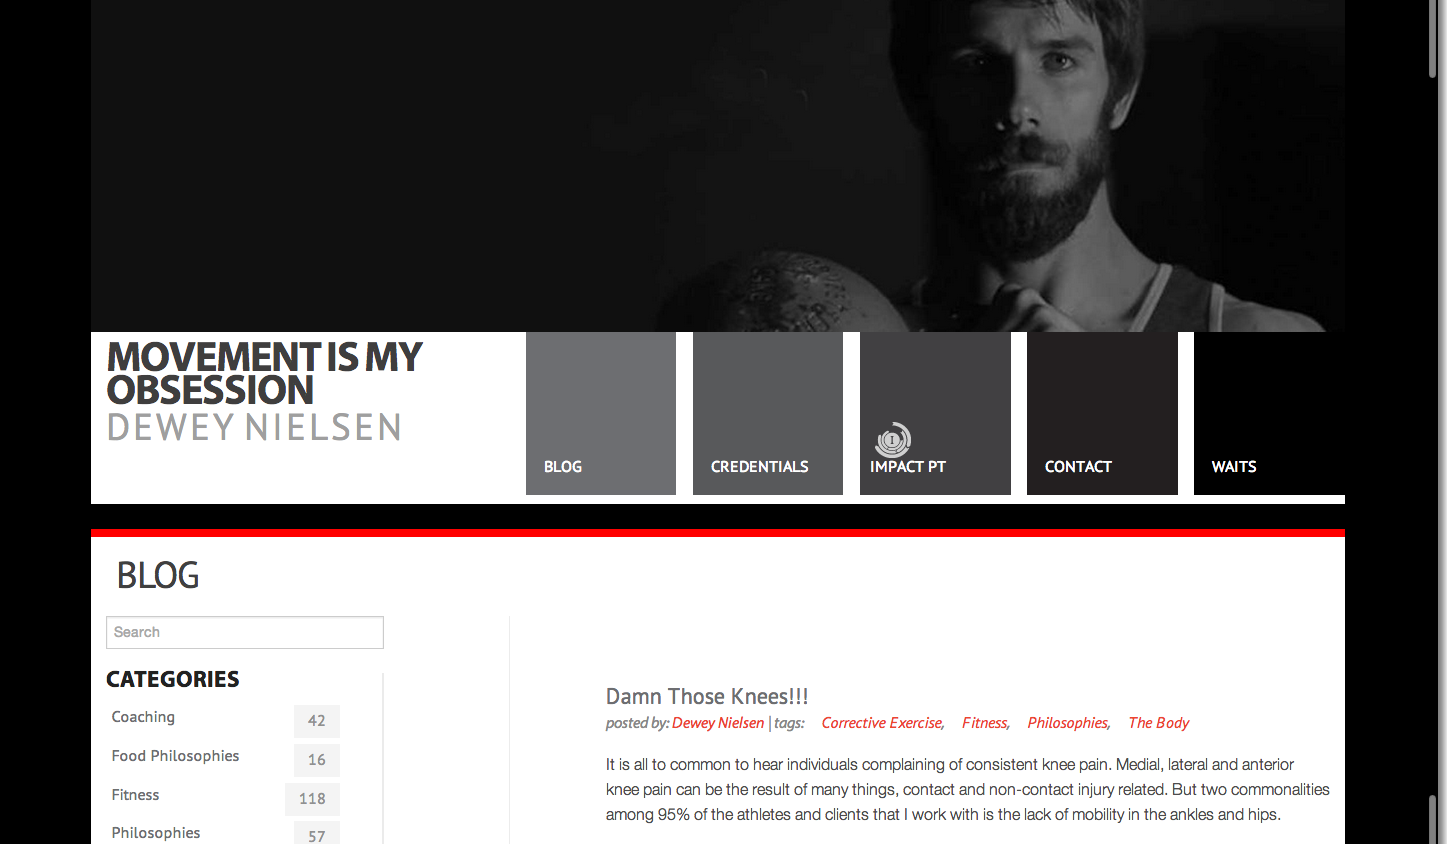 MOVEMENT IS MY
OBSESSION
DEWEY NIELSEN
BLOG
CREDENTIALS
I
IMPACT PT
CONTACT
WAITS
BLOG
Search
CATEGORIES
Coaching 42
Food Philosophies 16
Fitness 118
Philosophies 57
Damn Those Knees!!!
posted by: Dewey Nielsen | tags: Corrective Exercise, Fitness, Philosophies, The Body
It is all to common to hear individuals complaining of consistent knee pain. Medial, lateral and anterior
knee pain can be the result of many things, contact and non-contact injury related. But two commonalities
among 95% of the athletes and clients that I work with is the lack of mobility in the ankles and hips.